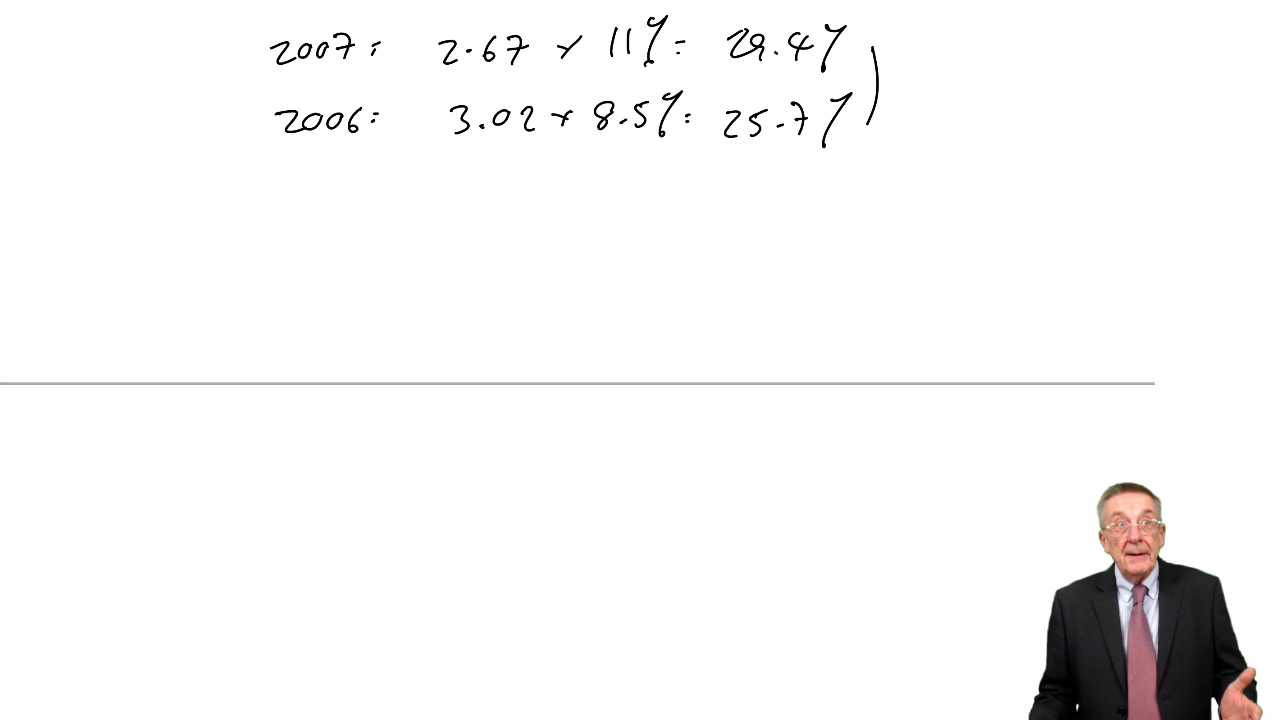 2007: 2.67 × 11% = 29.4%
2006: 3.02 × 8.5% = 25.7%